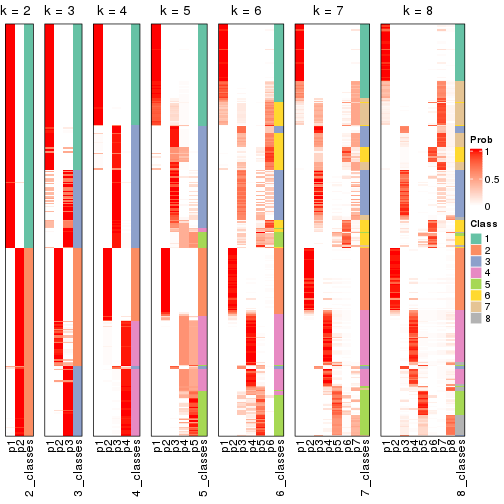 k = 2 k = 3 k = 4 k = 5 k = 6 k = 7 k = 8
Prob
1
0.5
0
Class
1
2
3
4
5
6
7
8
p1 p2 2_classes
p1 p2 p3 3_classes
p1 p2 p3 p4 4_classes
p1 p2 p3 p4 p5 5_classes
p1 p2 p3 p4 p5 p6 6_classes
p1 p2 p3 p4 p5 p6 p7 7_classes
p1 p2 p3 p4 p5 p6 p7 p8 8_classes